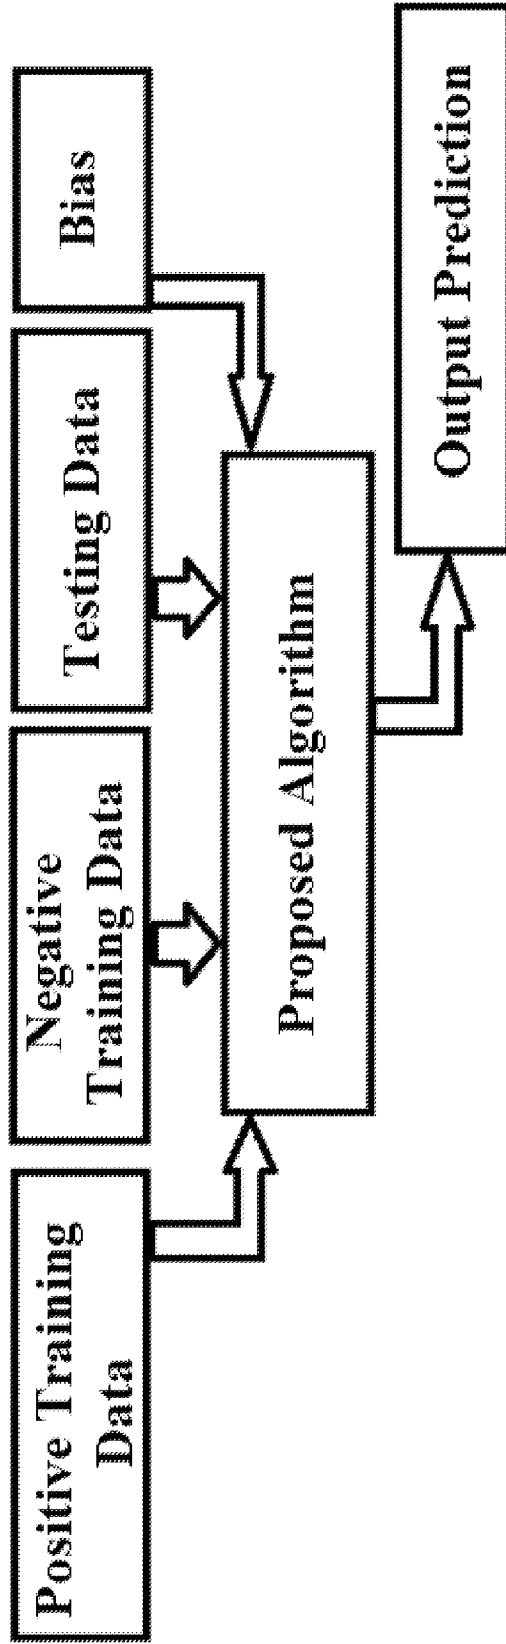 Positive Training
Data
Negative
Training Data
Testing Data
Bias
Proposed Algorithm
Output Prediction